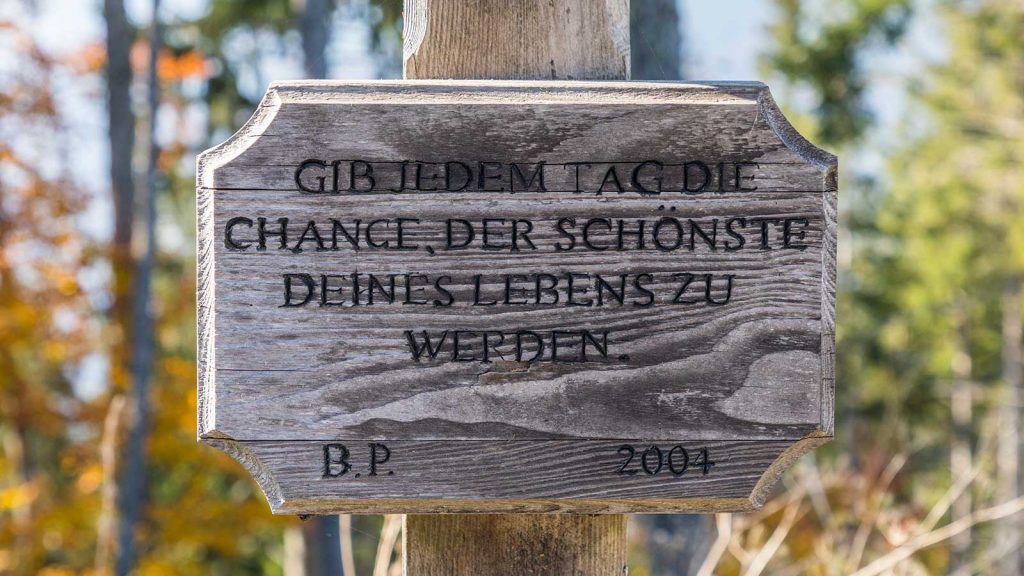 GIB JEDEM TAG DIE
CHANCE, DER SCHÖNSTE
DEINES LEBENS ZU
WERDEN.
B.P. 2004